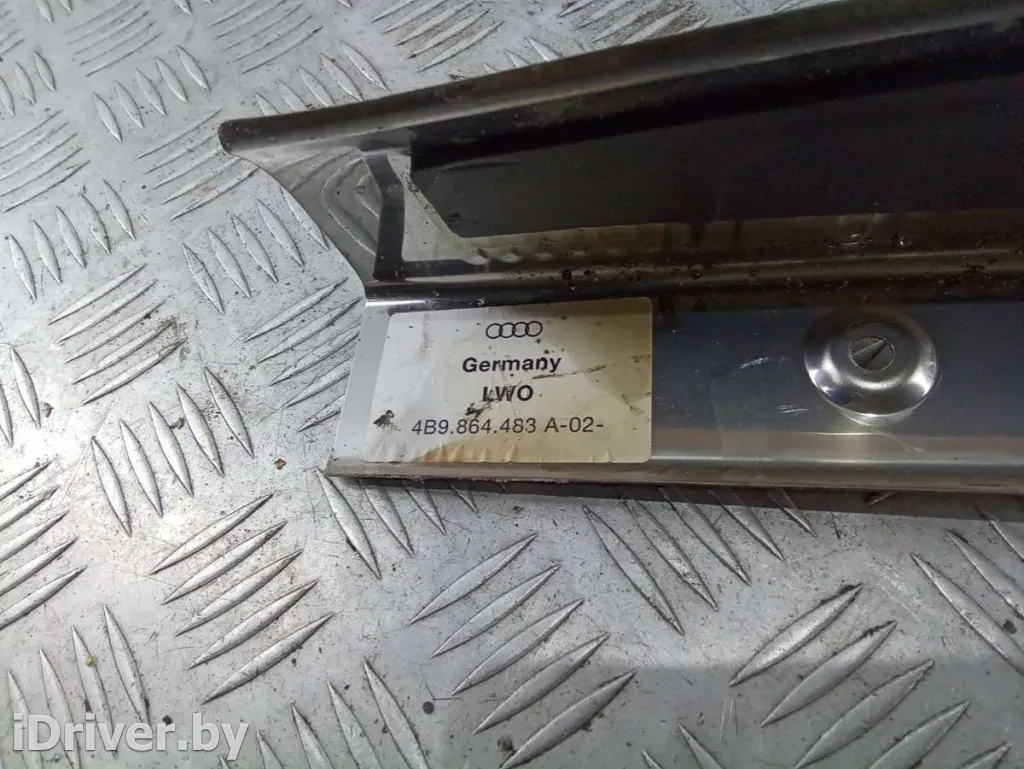 Germany
LWO
4B9.864.483 A-02-
iDriver.by